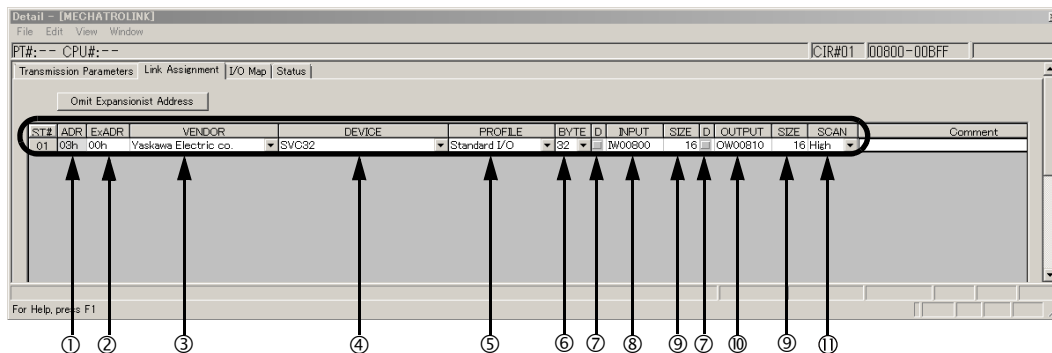 Detail - [MECHATROLINK]
File Edit View Window
PT#:-- CPU#:-- CIR#01 00800-00BFF
Transmission Parameters Link Assignment I/O Map Status
Omit Expansionist Address
ST# ADR ExADR VENDOR DEVICE PROFILE BYTE D INPUT SIZE D OUTPUT SIZE SCAN Comment
01 03h 00h Yaskawa Electric co. SVC32 Standard I/O 32 IW00800 16 OW00810 16 High
For Help, press F1
① ② ③ ④ ⑤ ⑥ ⑦ ⑧ ⑨ ⑦ ⑩ ⑨ ⑪